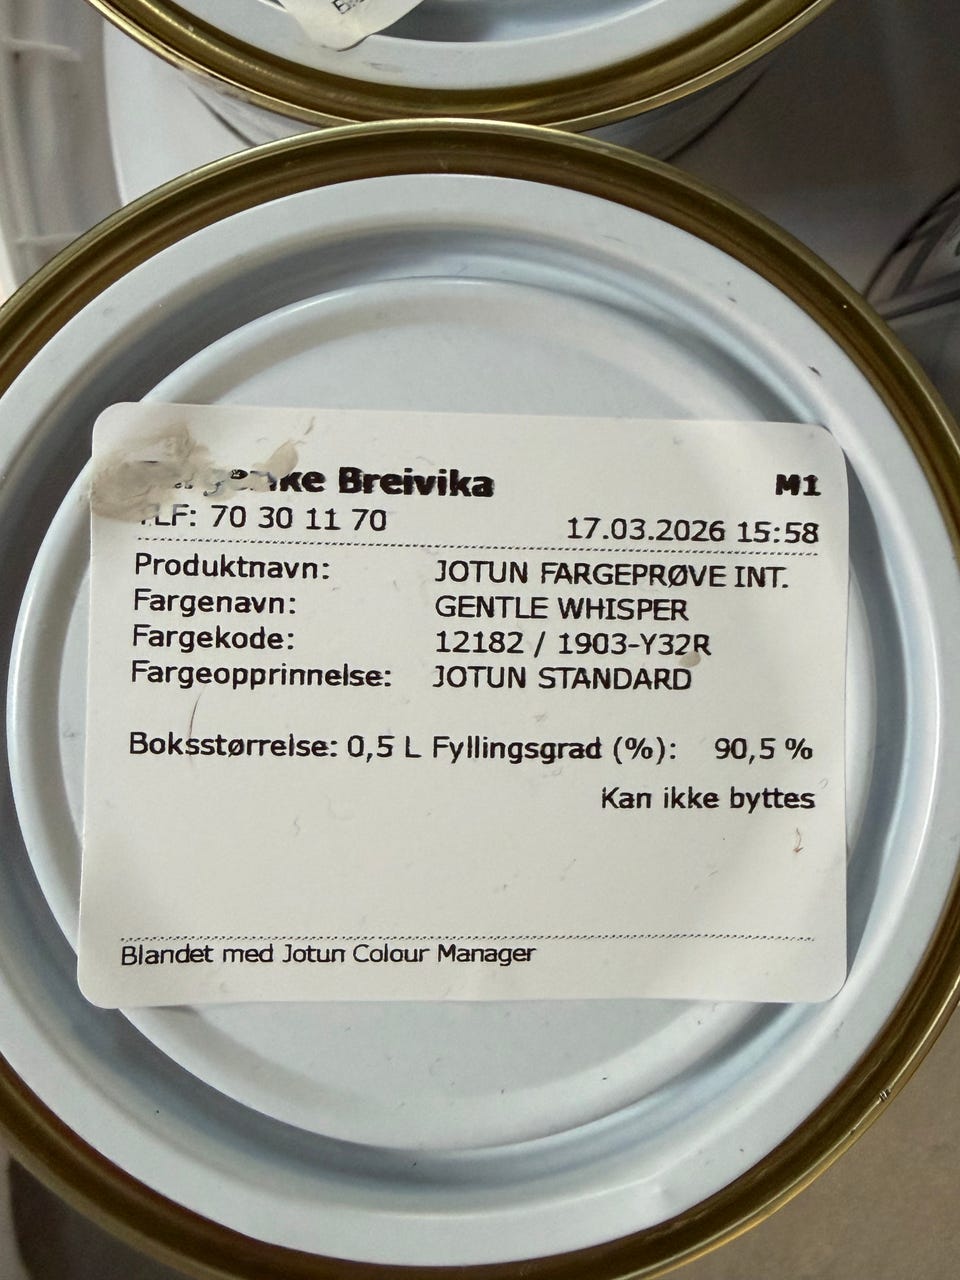 Breivika M1
TLF: 70 30 11 70 17.03.2026 15:58
Produktnavn: JOTUN FARGEPRØVE INT.
Fargenavn: GENTLE WHISPER
Fargekode: 12182 / 1903-Y32R
Fargeopprinnelse: JOTUN STANDARD
Boksstørrelse: 0,5 L Fyllingsgrad (%): 90,5 %
Kan ikke byttes
Blandet med Jotun Colour Manager